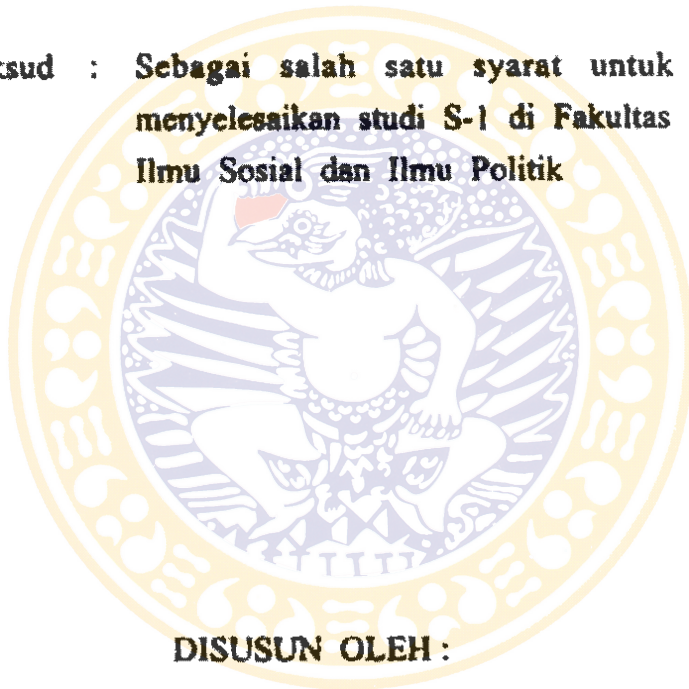 ksud : Sebagai salah satu syarat untuk
menyelesaikan studi S-1 di Fakultas
Ilmu Sosial dan Ilmu Politik
DISUSUN OLEH :